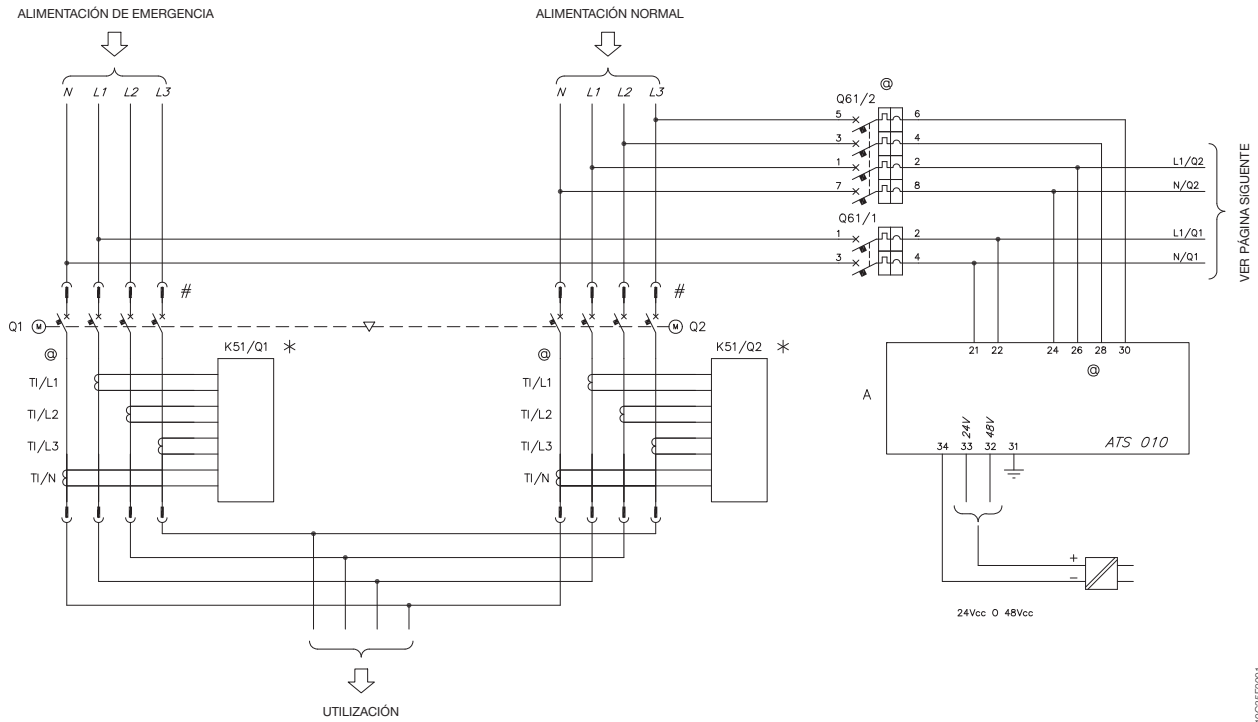 ALIMENTACIÓN DE EMERGENCIA
ALIMENTACIÓN NORMAL
N L1 L2 L3
N L1 L2 L3
@
Q61/2
5 6
3 4
1 2 L1/Q2
7 8 N/Q2
Q61/1
1 2 L1/Q1
3 4 N/Q1
VER PÁGINA SíGUENTE
# #
Q1 M M Q2
@ K51/Q1 * @ K51/Q2 *
TI/L1 TI/L1
TI/L2 TI/L2
TI/L3 TI/L3
TI/N TI/N
21 22 24 26 28 30
@
A
24V 48V
34 33 32 31
ATS 010
+
−
24Vcc O 48Vcc
UTILIZACIÓN